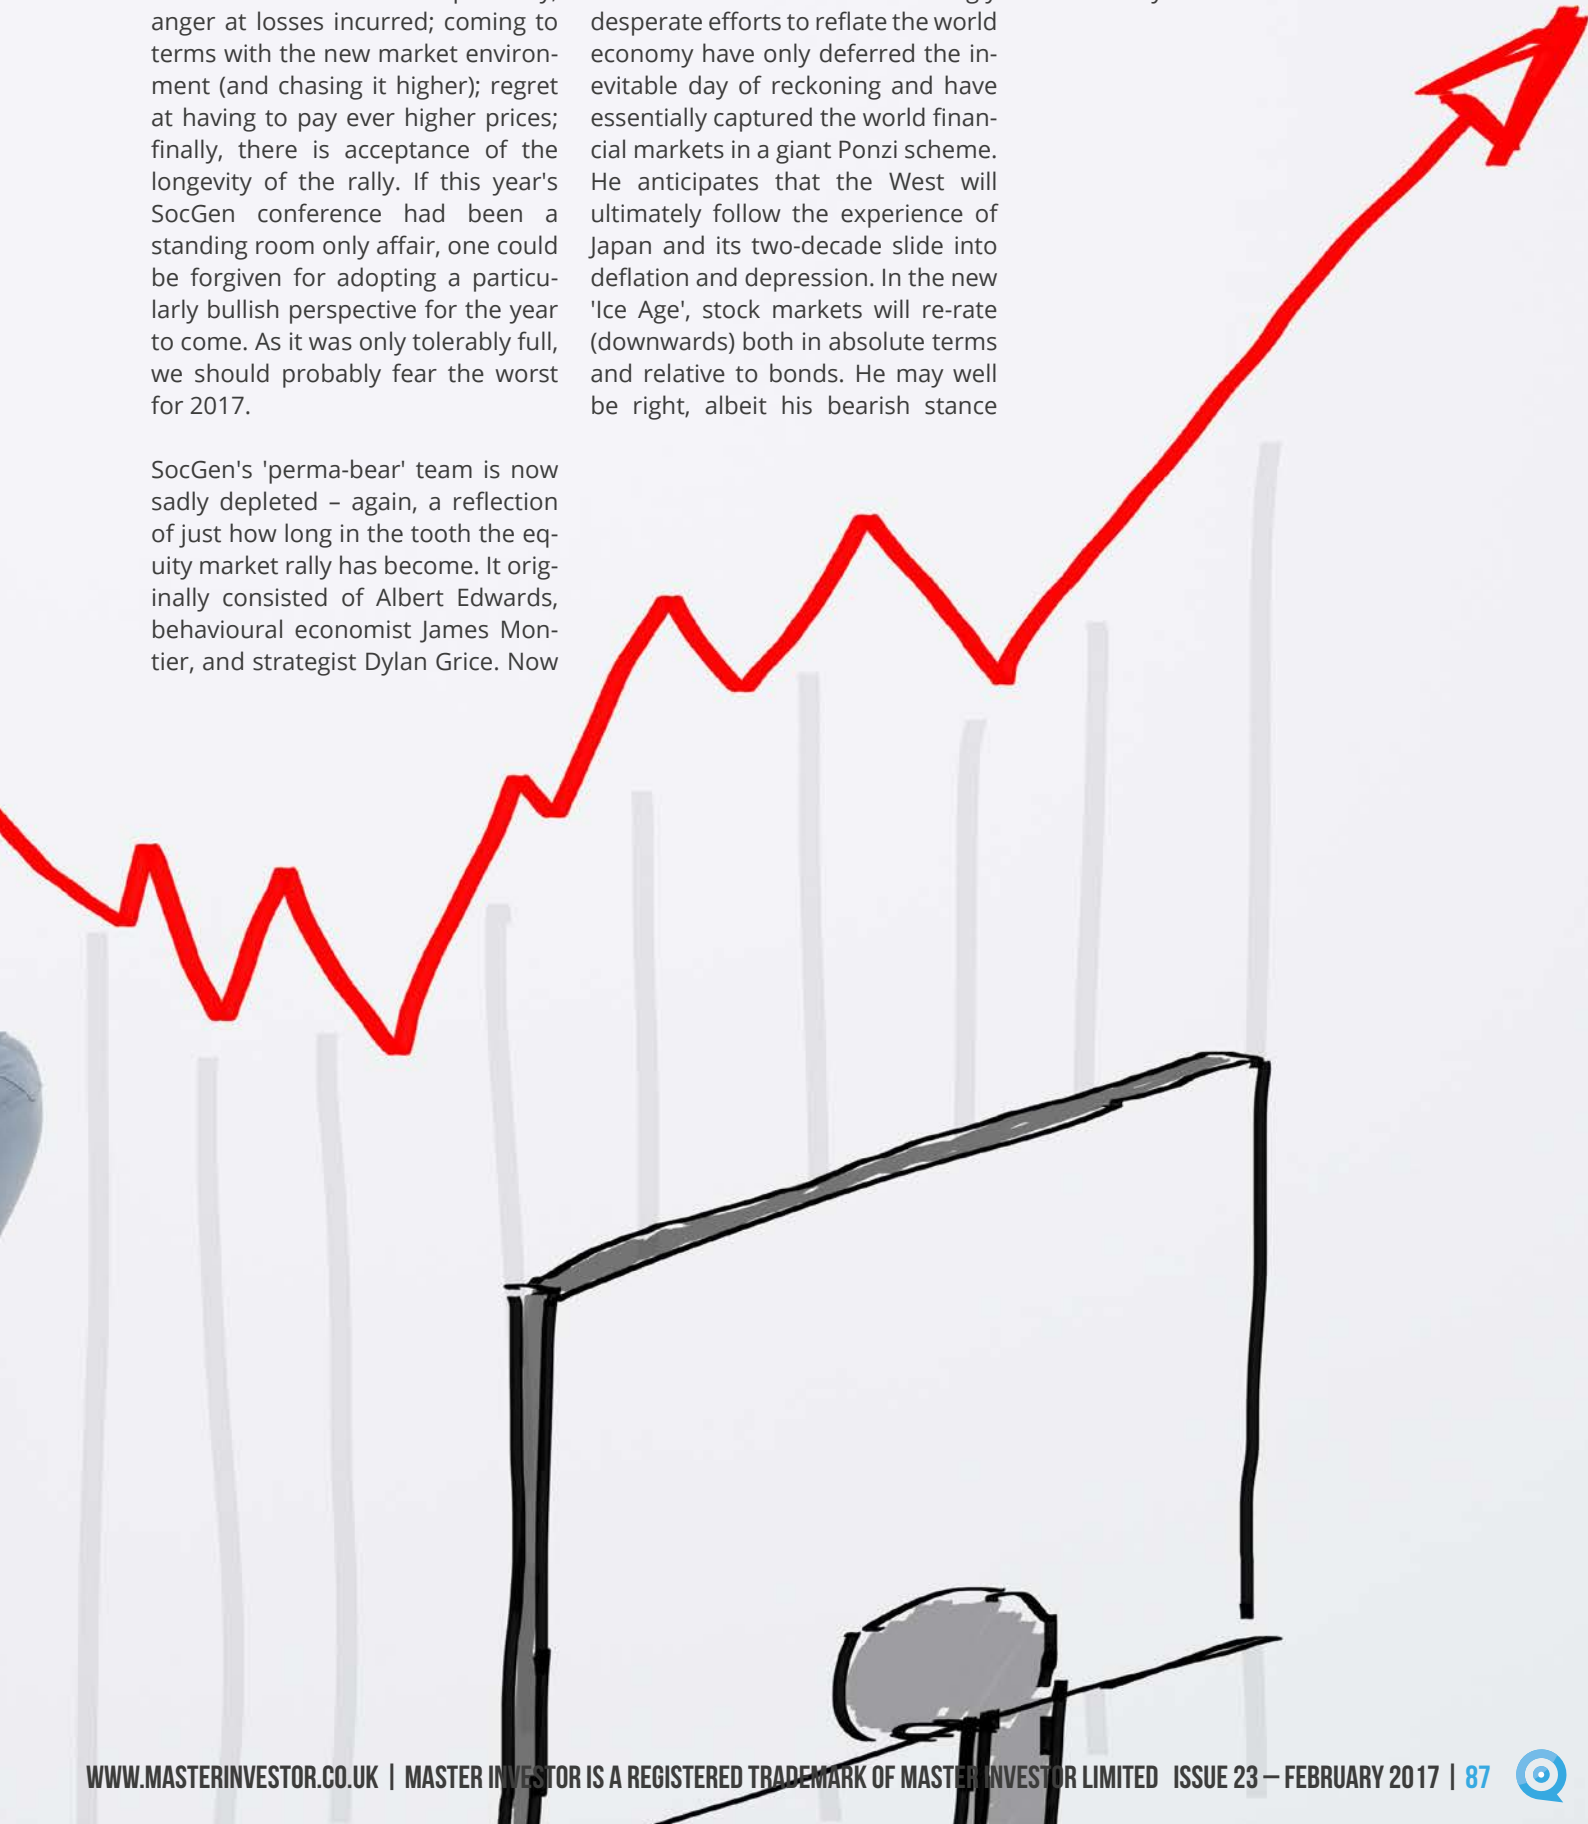 anger at losses incurred; coming to
terms with the new market environ-
ment (and chasing it higher); regret
at having to pay ever higher prices;
finally, there is acceptance of the
longevity of the rally. If this year's
SocGen conference had been a
standing room only affair, one could
be forgiven for adopting a particu-
larly bullish perspective for the year
to come. As it was only tolerably full,
we should probably fear the worst
for 2017.
SocGen's 'perma-bear' team is now
sadly depleted – again, a reflection
of just how long in the tooth the eq-
uity market rally has become. It orig-
inally consisted of Albert Edwards,
behavioural economist James Mon-
tier, and strategist Dylan Grice. Now
desperate efforts to reflate the world
economy have only deferred the in-
evitable day of reckoning and have
essentially captured the world finan-
cial markets in a giant Ponzi scheme.
He anticipates that the West will
ultimately follow the experience of
Japan and its two-decade slide into
deflation and depression. In the new
'Ice Age', stock markets will re-rate
(downwards) both in absolute terms
and relative to bonds. He may well
be right, albeit his bearish stance
WWW.MASTERINVESTOR.CO.UK | MASTER INVESTOR IS A REGISTERED TRADEMARK OF MASTER INVESTOR LIMITED ISSUE 23 – FEBRUARY 2017 | 87